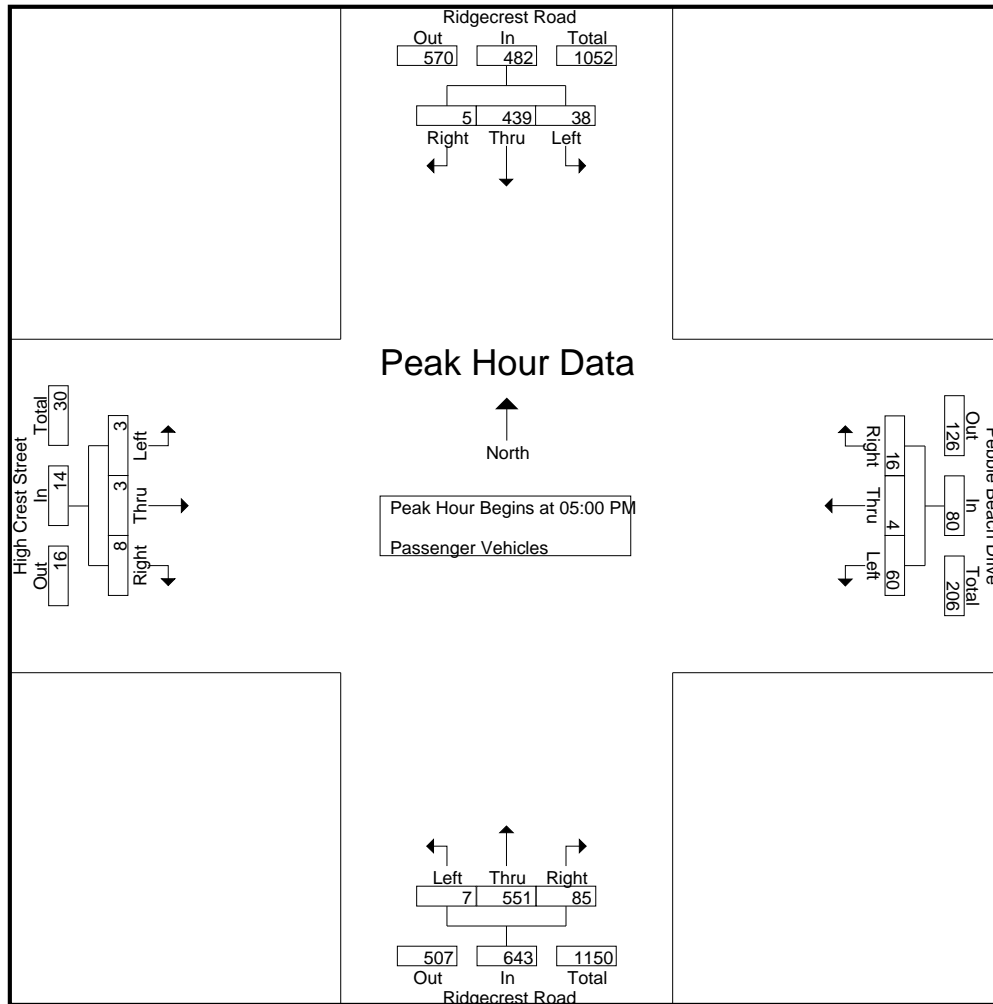 Ridgecrest Road
Out In Total
570 482 1052
5 439 38
Right Thru Left
Peak Hour Data
North
Peak Hour Begins at 05:00 PM
Passenger Vehicles
High Crest Street
Out In Total
16 14 30
3 3 8
Left Thru Right
Pebble Beach Drive
Out In Total
126 80 206
16 4 60
Right Thru Left
Left Thru Right
7 551 85
507 643 1150
Out In Total
Ridgecrest Road